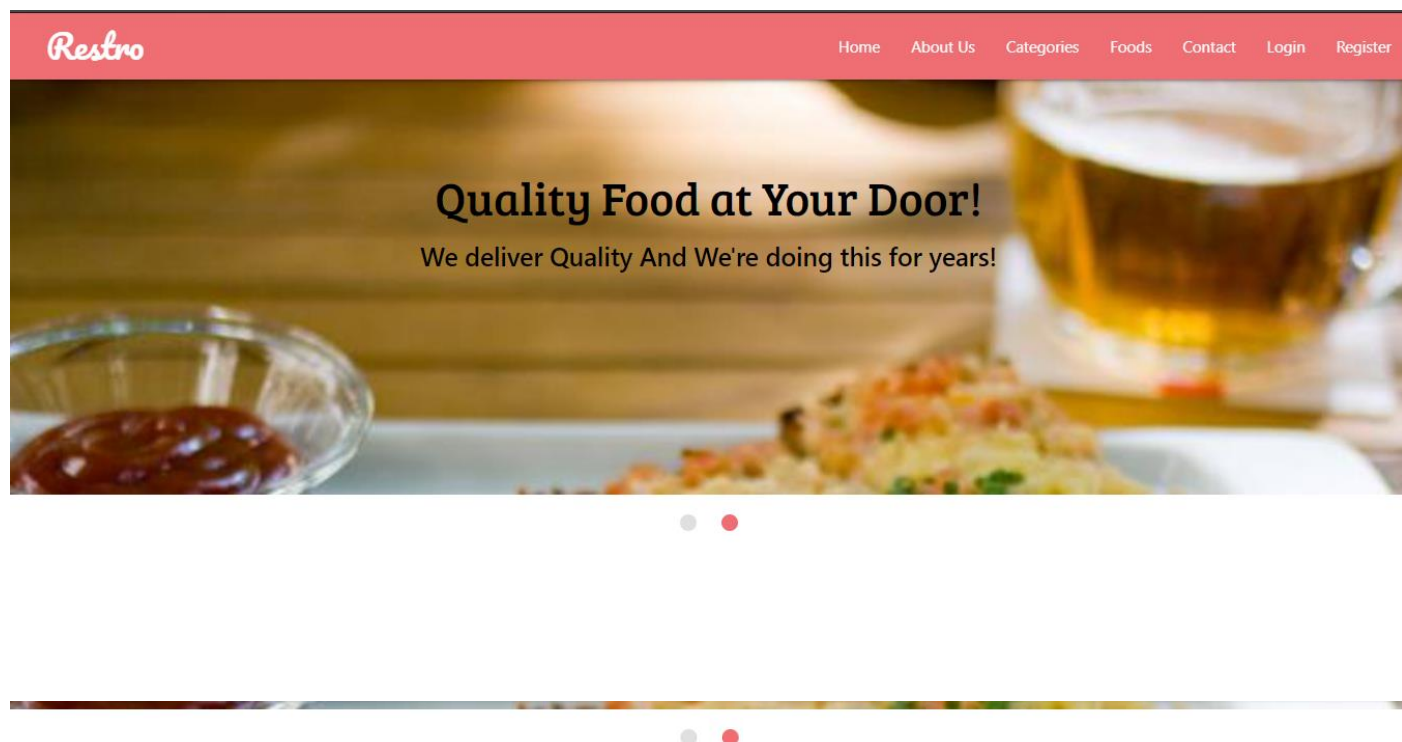 Restro
Home About Us Categories Foods Contact Login Register
Quality Food at Your Door!
We deliver Quality And We're doing this for years!